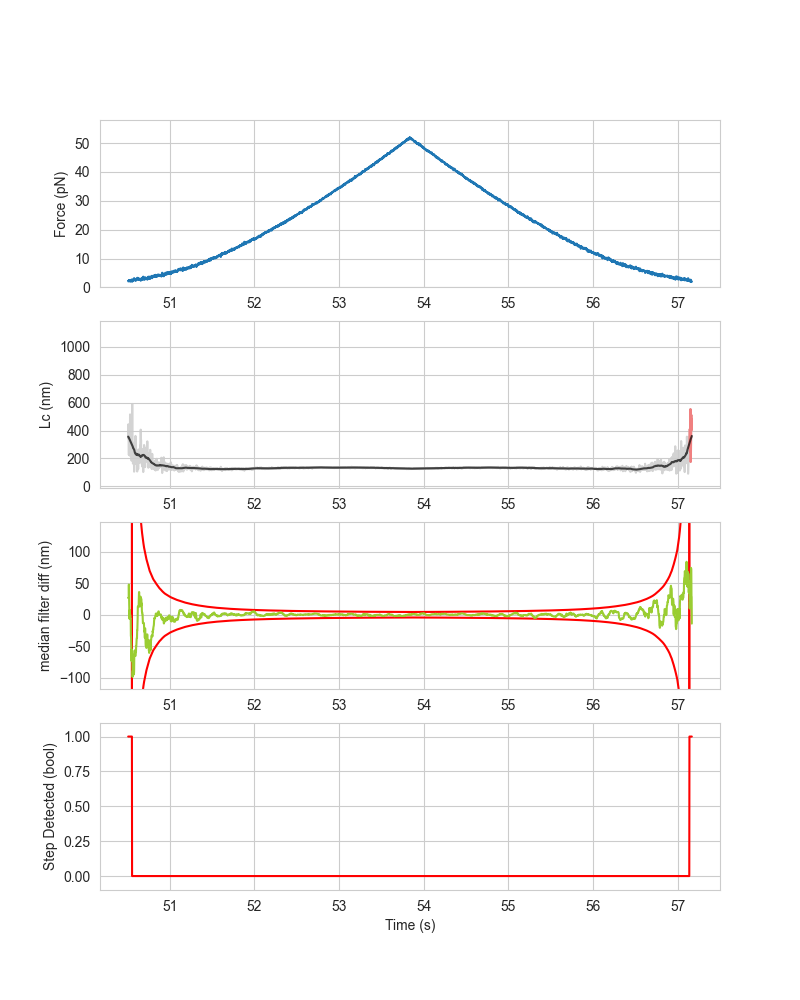 50
40
30
20
10
0
Force (pN)
51 52 53 54 55 56 57
1000
800
600
400
200
0
Lc (nm)
51 52 53 54 55 56 57
100
50
0
−50
−100
median filter diff (nm)
51 52 53 54 55 56 57
1.00
0.75
0.50
0.25
0.00
Step Detected (bool)
51 52 53 54 55 56 57
Time (s)